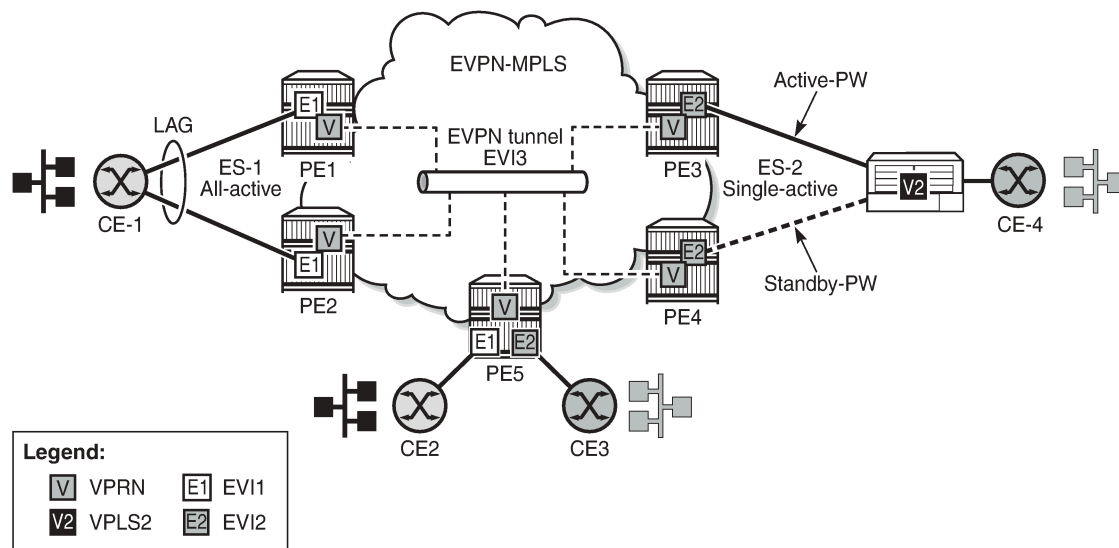 EVPN-MPLS
Active-PW
LAG
E1
V
PE1
EVPN tunnel
EVI3
E2
V
PE3
ES-1
All-active
ES-2
Single-active
V2
CE-1
CE-4
V
E1
PE2
E2
V
PE4
Standby-PW
V
E1
E2
PE5
CE2
CE3
Legend:
V VPRN
E1 EVI1
V2 VPLS2
E2 EVI2